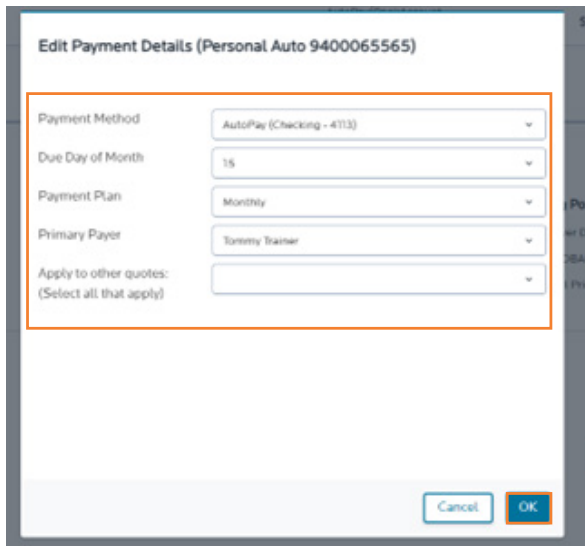 Edit Payment Details (Personal Auto 9400065565)
Payment Method
AutoPay (Checking - 4113)
Due Day of Month
15
Payment Plan
Monthly
Primary Payer
Tommy Trainer
Apply to other quotes:
(Select all that apply)
Cancel
OK